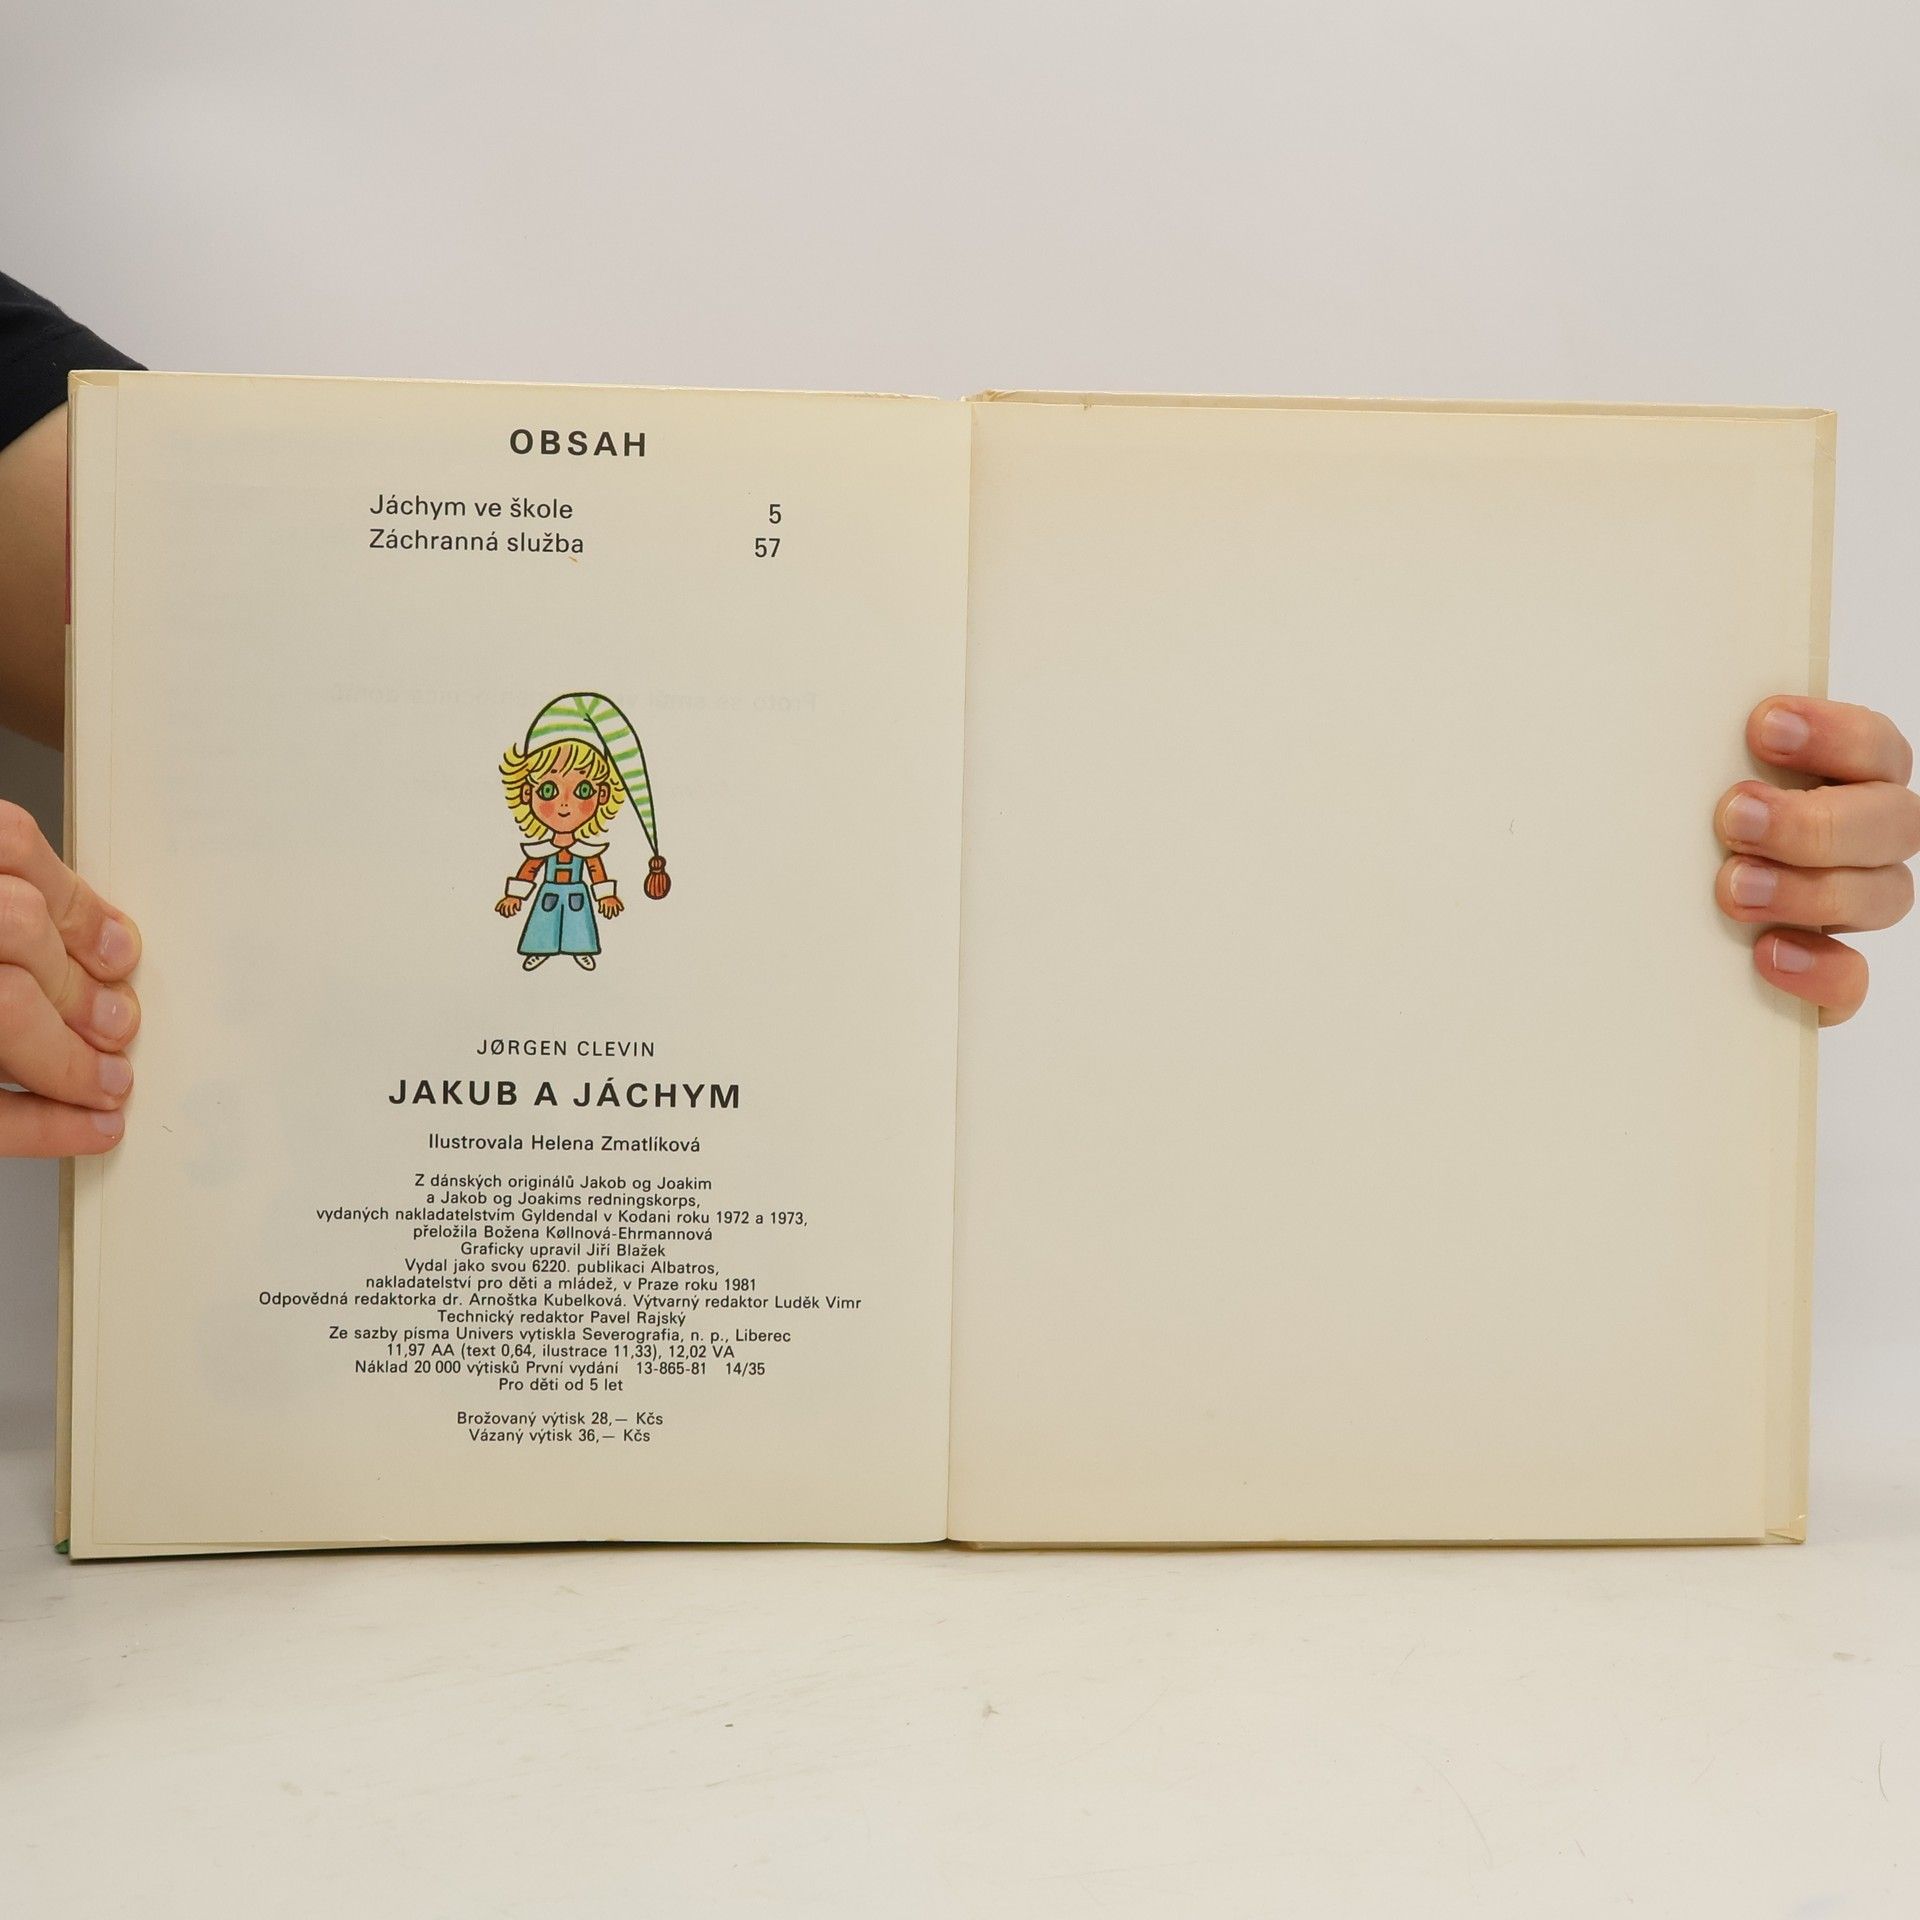 OBSAH
Jáchym ve škole 5
Záchranná služba 57
JØRGEN CLEVIN
JAKUB A JÁCHYM
Ilustrovala Helena Zmatlíková
Z dánských originálů Jakob og Joakim
a Jakob og Joakims redningskorps,
vydaných nakladatelstvím Gyldendal v Kodani roku 1972 a 1973,
přeložila Božena Køllnová-Ehrmannová
Graficky upravil Jiří Blažek
Vydal jako svou 6220. publikaci Albatros,
nakladatelství pro děti a mládež, v Praze roku 1981
Odpovědná redaktorka dr. Arnoštka Kubelková. Výtvarný redaktor Luděk Vimr
Technický redaktor Pavel Rajský
Ze sazby písma Univers vytiskla Severografia, n. p., Liberec
11,97 AA (text 0,64, ilustrace 11,33), 12,02 VA
Náklad 20 000 výtisků První vydání 13-865-81 14/35
Pro děti od 5 let
Brožovaný výtisk 28,— Kčs
Vázaný výtisk 36,— Kčs